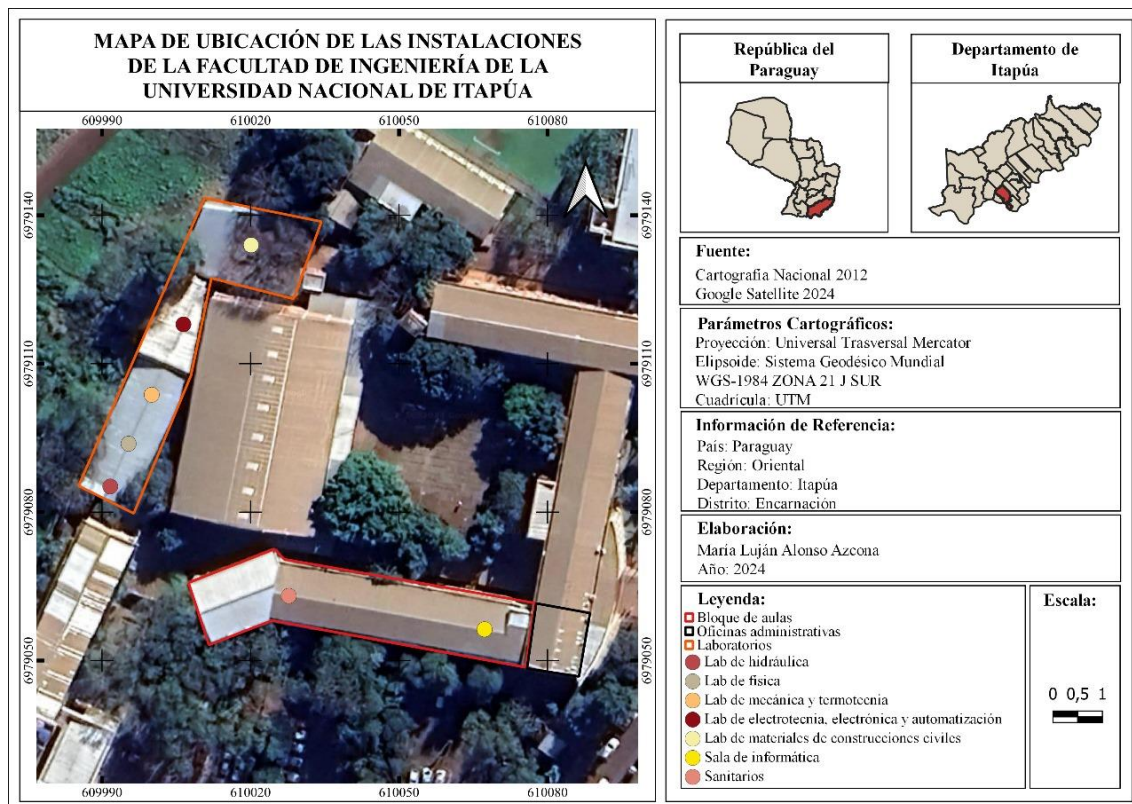 MAPA DE UBICACIÓN DE LAS INSTALACIONES
DE LA FACULTAD DE INGENIERÍA DE LA
UNIVERSIDAD NACIONAL DE ITAPÚA
609990 610020 610050 610080
6979140 6979140
6979110 6979110
6979080 6979080
6979050 6979050
609990 610020 610050 610080
República del
Paraguay
Departamento de
Itapúa
Fuente:
Cartografía Nacional 2012
Google Satellite 2024
Parámetros Cartográficos:
Proyección: Universal Trasversal Mercator
Elipsoide: Sistema Geodésico Mundial
WGS-1984 ZONA 21 J SUR
Cuadrícula: UTM
Información de Referencia:
País: Paraguay
Región: Oriental
Departamento: Itapúa
Distrito: Encarnación
Elaboración:
María Luján Alonso Azcona
Año: 2024
Leyenda:
Bloque de aulas
Oficinas administrativas
Laboratorios
Lab de hidráulica
Lab de física
Lab de mecánica y termotecnia
Lab de electrotecnia, electrónica y automatización
Lab de materiales de construcciones civiles
Sala de informática
Sanitarios
Escala:
0 0,5 1